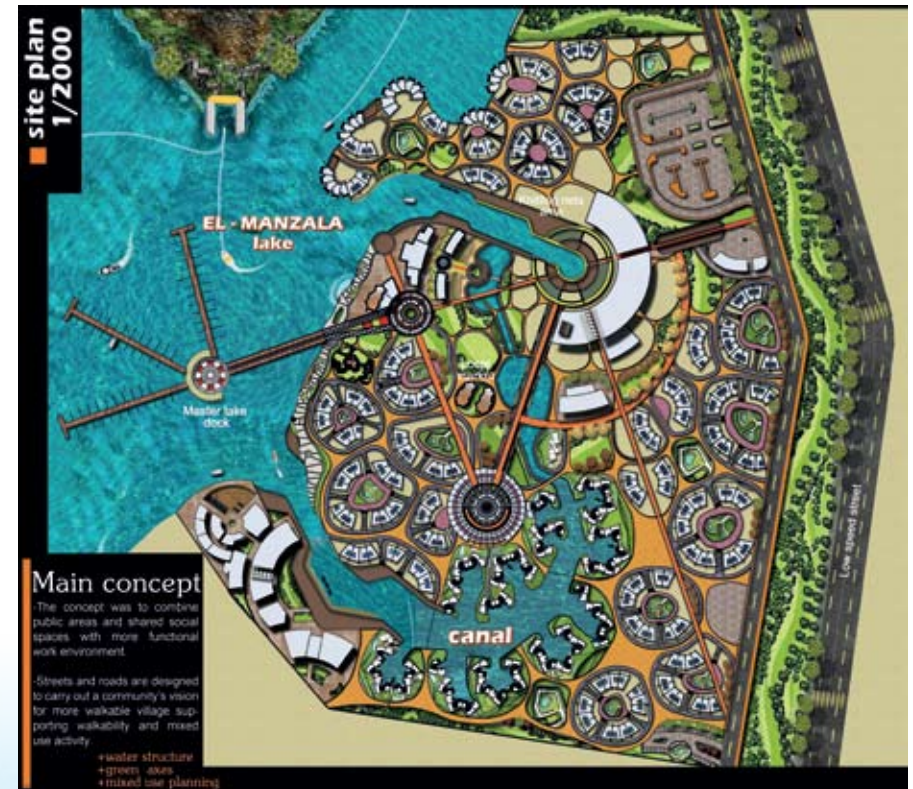 site plan
1/2000
EL - MANZALA
lake
Master lake
dock
canal
Low speed street
Main concept
-The concept was to combine
public areas and shared social
spaces with more functional
work environment
-Streets and roads are designed
to carry out a community's vision
for more walkable village sup-
porting walkability and mixed
use activity
+water structure
+green axes
+mixed use planning